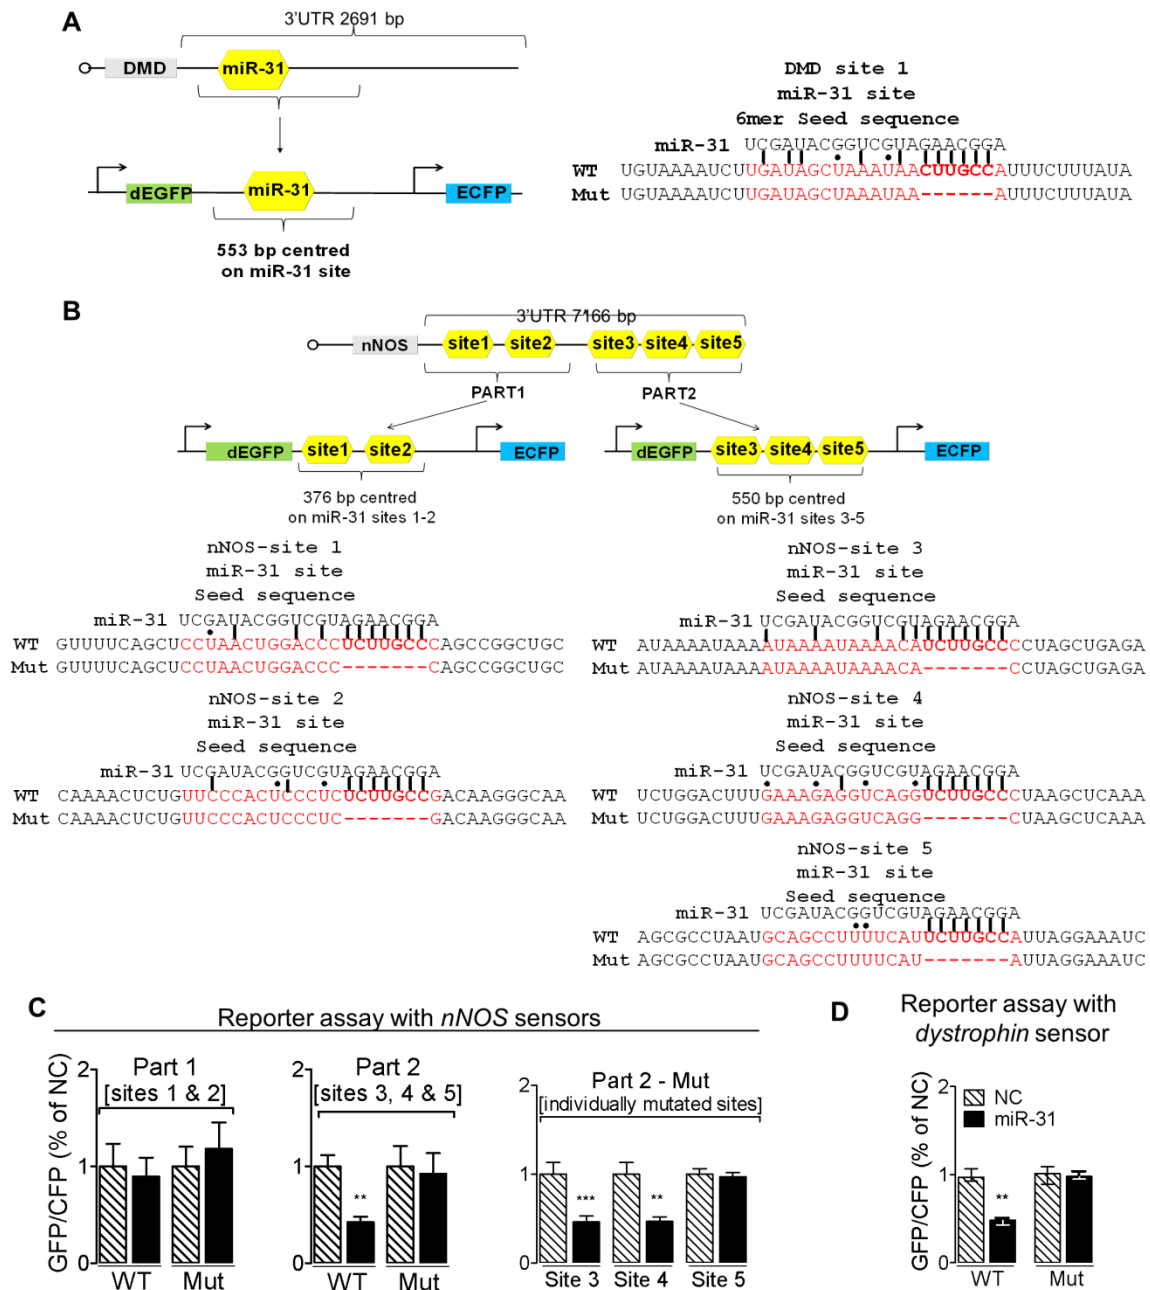 A
3'UTR 2691 bp
DMD
miR-31
dEGFP
miR-31
ECFP
553 bp centred
on miR-31 site
DMD site 1
miR-31 site
6mer Seed sequence
miR-31 UCGAUACGGUCGUAGAACGGA
WT UGUAAAAUCUUGAUAGCUAAAUAACUUGCCAUUUCUUUAUA
Mut UGUAAAAUCUUGAUAGCUAAAUAA------AUUUCUUUAUA
B
3'UTR 7166 bp
nNOS
site1
site2
site3
site4
site5
PART1
PART2
dEGFP
site1
site2
ECFP
376 bp centred
on miR-31 sites 1-2
dEGFP
site3
site4
site5
ECFP
550 bp centred
on miR-31 sites 3-5
nNOS-site 1
miR-31 site
Seed sequence
miR-31 UCGAUACGGUCGUAGAACGGA
WT GUUUUCAGCUCCUAACUGGACCCUCUUGCCCAGCCGGCUGC
Mut GUUUUCAGCUCCUAACUGGACCC-------CAGCCGGCUGC
nNOS-site 2
miR-31 site
Seed sequence
miR-31 UCGAUACGGUCGUAGAACGGA
WT CAAAACUCUGUUCCCACUCCCUCUCUUGCCGACAAGGGCAA
Mut CAAAACUCUGUUCCCACUCCCUC-------GACAAGGGCAA
nNOS-site 3
miR-31 site
Seed sequence
miR-31 UCGAUACGGUCGUAGAACGGA
WT AUAAAAUAAAAUAAAAUAAAACAUCUUGCCCCUAGCUGAGA
Mut AUAAAAUAAAAUAAAAUAAAACA-------CCUAGCUGAGA
nNOS-site 4
miR-31 site
Seed sequence
miR-31 UCGAUACGGUCGUAGAACGGA
WT UCUGGACUUUGAAAGAGGUCAGGUCUUGCCCUAAGCUCAAA
Mut UCUGGACUUUGAAAGAGGUCAGG-------CUAAGCUCAAA
nNOS-site 5
miR-31 site
Seed sequence
miR-31 UCGAUACGGUCGUAGAACGGA
WT AGCGCCUAAUGCAGCCUUUUCAUUCUUGCCAUUAGGAAAUC
Mut AGCGCCUAAUGCAGCCUUUUCAU-------AUUAGGAAAUC
C
Reporter assay with nNOS sensors
GFP/CFP (% of NC)
2
1
0
Part 1
[sites 1 & 2]
WT
Mut
2
1
0
Part 2
[sites 3, 4 & 5]
**
WT
Mut
2
1
0
Part 2 - Mut
[individually mutated sites]
***
**
Site 3
Site 4
Site 5
D
Reporter assay with
dystrophin sensor
GFP/CFP (% of NC)
2
1
0
NC
miR-31
**
WT
Mut